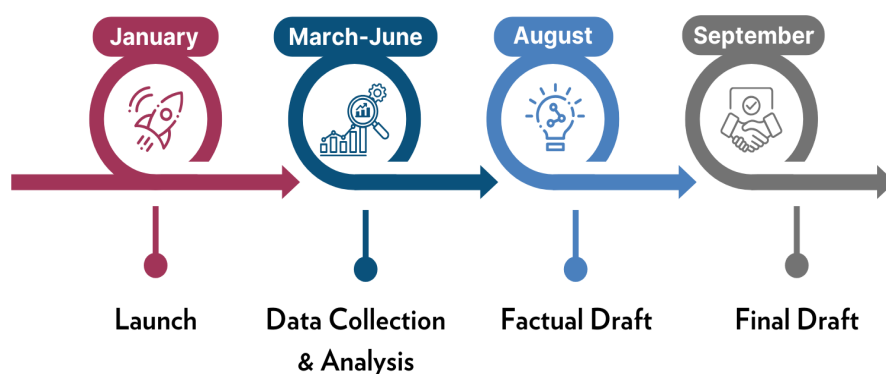 January
March-June
August
September
Launch
Data Collection
& Analysis
Factual Draft
Final Draft